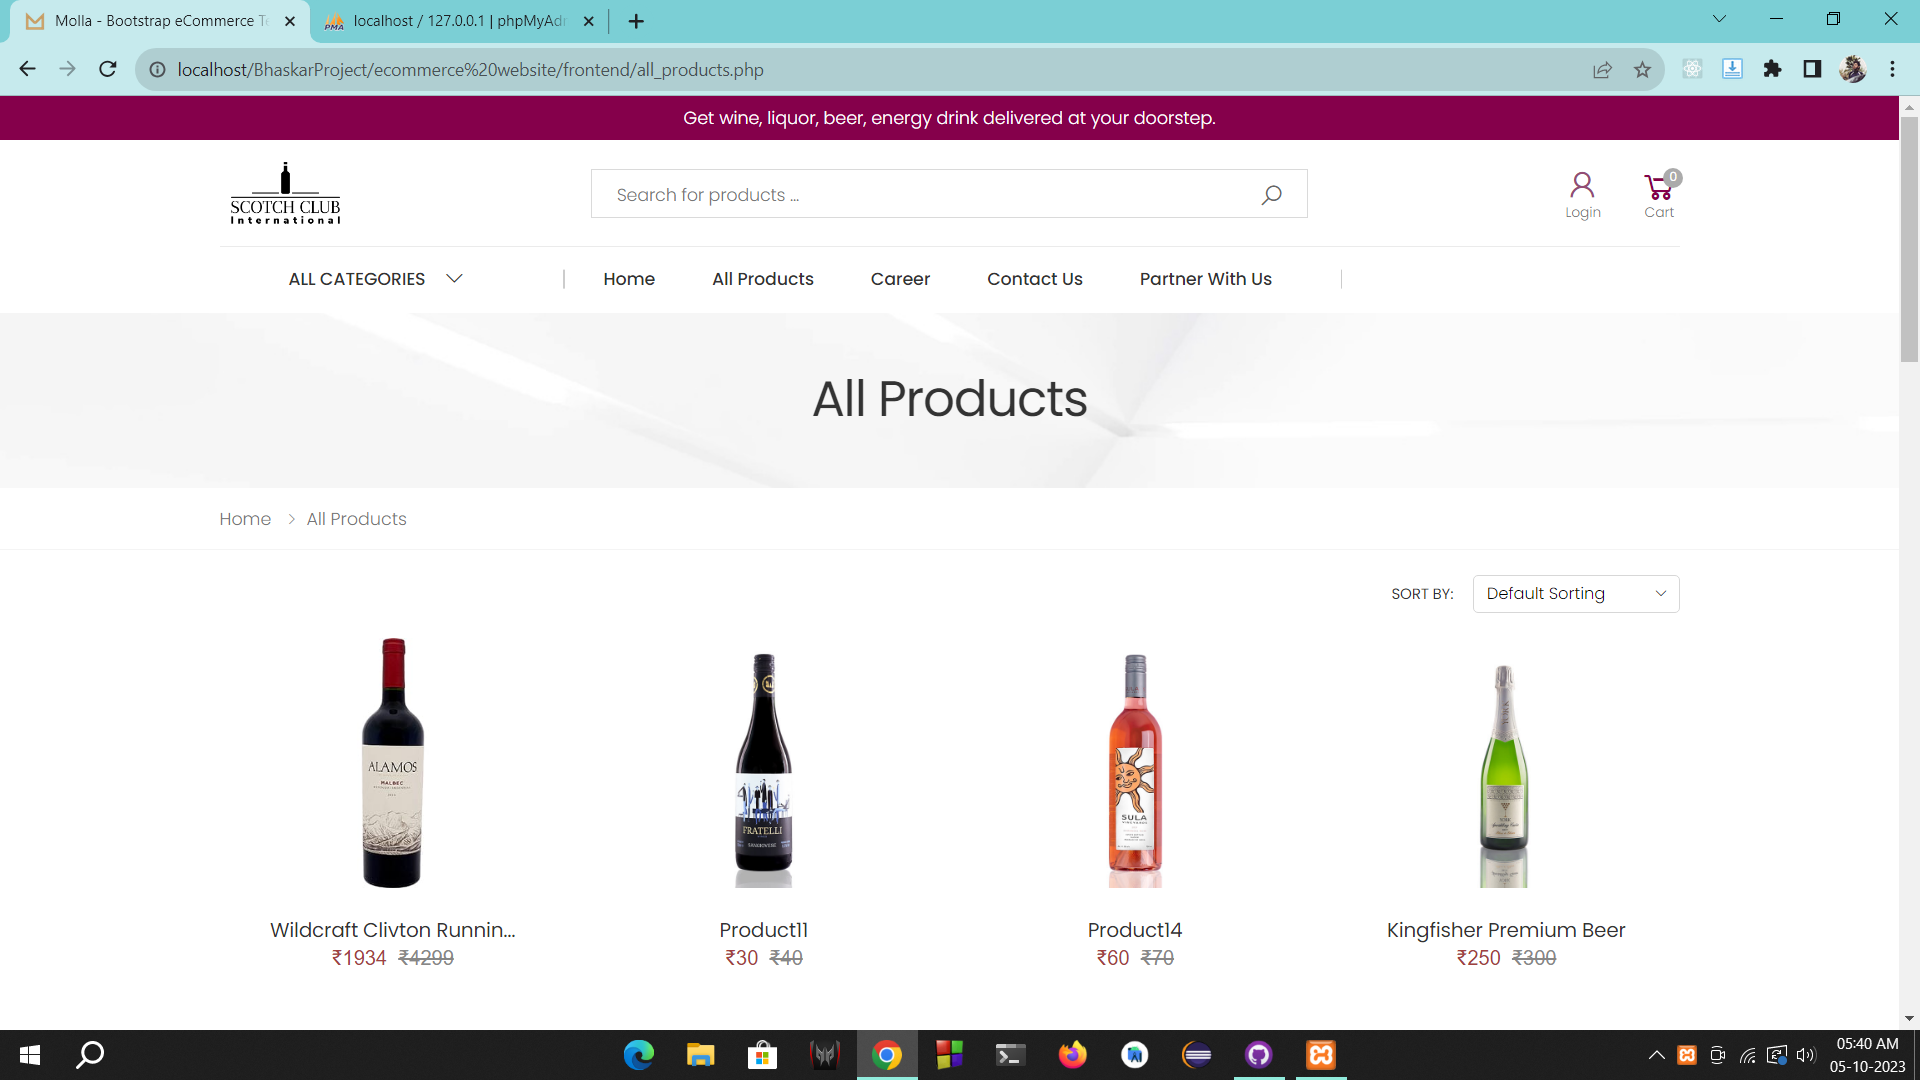 Molla - Bootstrap eCommerce Te
localhost / 127.0.0.1 | phpMyAdr
localhost/BhaskarProject/ecommerce%20website/frontend/all_products.php
Get wine, liquor, beer, energy drink delivered at your doorstep.
SCOTCH CLUB
International
Search for products ...
Login
0
Cart
ALL CATEGORIES
Home
All Products
Career
Contact Us
Partner With Us
All Products
Home > All Products
SORT BY: Default Sorting
ALAMOS
MALBEC
FRATELLI
SANGIOVESE
SULA
VINEYARDS
YORK
Wildcraft Clivton Runnin...
₹1934 ₹4299
Product11
₹30 ₹40
Product14
₹60 ₹70
Kingfisher Premium Beer
₹250 ₹300
05:40 AM
05-10-2023